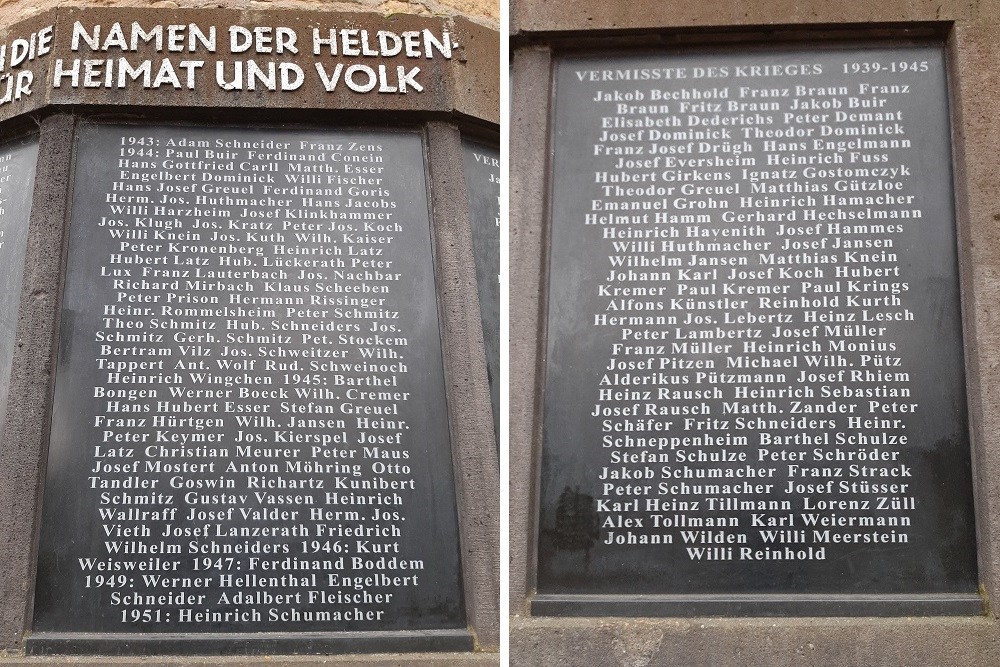 DIE NAMEN DER HELDEN·
FÜR HEIMAT UND VOLK
1943: Adam Schneider Franz Zens
1944: Paul Buir Ferdinand Conein
Hans Gottfried Carll Matth. Esser
Engelbert Dominick Willi Fischer
Hans Josef Greuel Ferdinand Goris
Herm. Jos. Huthmacher Hans Jacobs
Willi Harzheim Josef Klinkhammer
Jos. Klugh Jos. Kratz Peter Jos. Koch
Willi Knein Jos. Kuth Wilh. Kaiser
Peter Kronenberg Heinrich Latz
Hubert Latz Hub. Lückerath Peter
Lux Franz Lauterbach Jos. Nachbar
Richard Mirbach Klaus Scheeben
Peter Prison Hermann Rissinger
Heinr. Rommelsheim Peter Schmitz
Theo Schmitz Hub. Schneiders Jos.
Schmitz Gerh. Schmitz Pet. Stockem
Bertram Vilz Jos. Schweitzer Wilh.
Tappert Ant. Wolf Rud. Schweinoch
Heinrich Wingchen 1945: Barthel
Bongen Werner Boeck Wilh. Cremer
Hans Hubert Esser Stefan Greuel
Franz Hürtgen Wilh. Jansen Heinr.
Peter Keymer Jos. Kierspel Josef
Latz Christian Meurer Peter Maus
Josef Mostert Anton Möhring Otto
Tandler Goswin Richartz Kunibert
Schmitz Gustav Vassen Heinrich
Wallraff Josef Valder Herm. Jos.
Vieth Josef Lanzerath Friedrich
Wilhelm Schneiders 1946: Kurt
Weisweiler 1947: Ferdinand Boddem
1949: Werner Hellenthal Engelbert
Schneider Adalbert Fleischer
1951: Heinrich Schumacher
VERMISSTE DES KRIEGES 1939-1945
Jakob Bechhold Franz Braun Franz
Braun Fritz Braun Jakob Buir
Elisabeth Dederichs Peter Demant
Josef Dominick Theodor Dominick
Franz Josef Drügh Hans Engelmann
Josef Eversheim Heinrich Fuss
Hubert Girkens Ignatz Gostomczyk
Theodor Greuel Matthias Gützloe
Emanuel Grohn Heinrich Hamacher
Helmut Hamm Gerhard Hechselmann
Heinrich Havenith Josef Hammes
Willi Huthmacher Josef Jansen
Wilhelm Jansen Matthias Knein
Johann Karl Josef Koch Hubert
Kremer Paul Kremer Paul Krings
Alfons Künstler Reinhold Kurth
Hermann Jos. Lebertz Heinz Lesch
Peter Lambertz Josef Müller
Franz Müller Heinrich Monius
Josef Pitzen Michael Wilh. Pütz
Alderikus Pützmann Josef Rhiem
Heinz Rausch Heinrich Sebastian
Josef Rausch Matth. Zander Peter
Schäfer Fritz Schneiders Heinr.
Schneppenheim Barthel Schulze
Stefan Schulze Peter Schröder
Jakob Schumacher Franz Strack
Peter Schumacher Josef Stüsser
Karl Heinz Tillmann Lorenz Züll
Alex Tollmann Karl Weiermann
Johann Wilden Willi Meerstein
Willi Reinhold